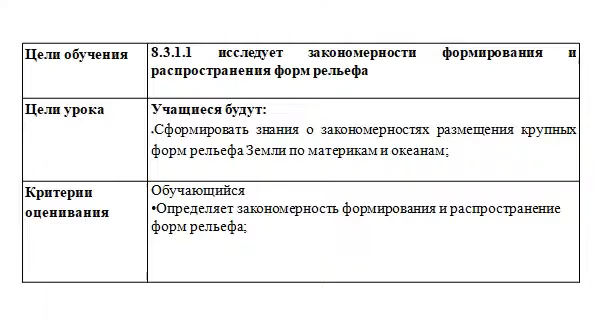 Цели обучения
8.3.1.1 исследует закономерности формирования и
распространения форм рельефа
Цели урока
Учащиеся будут:
.Сформировать знания о закономерностях размещения крупных
форм рельефа Земли по материкам и океанам;
Критерии
оценивания
Обучающийся
•Определяет закономерность формирования и распространение
форм рельефа;